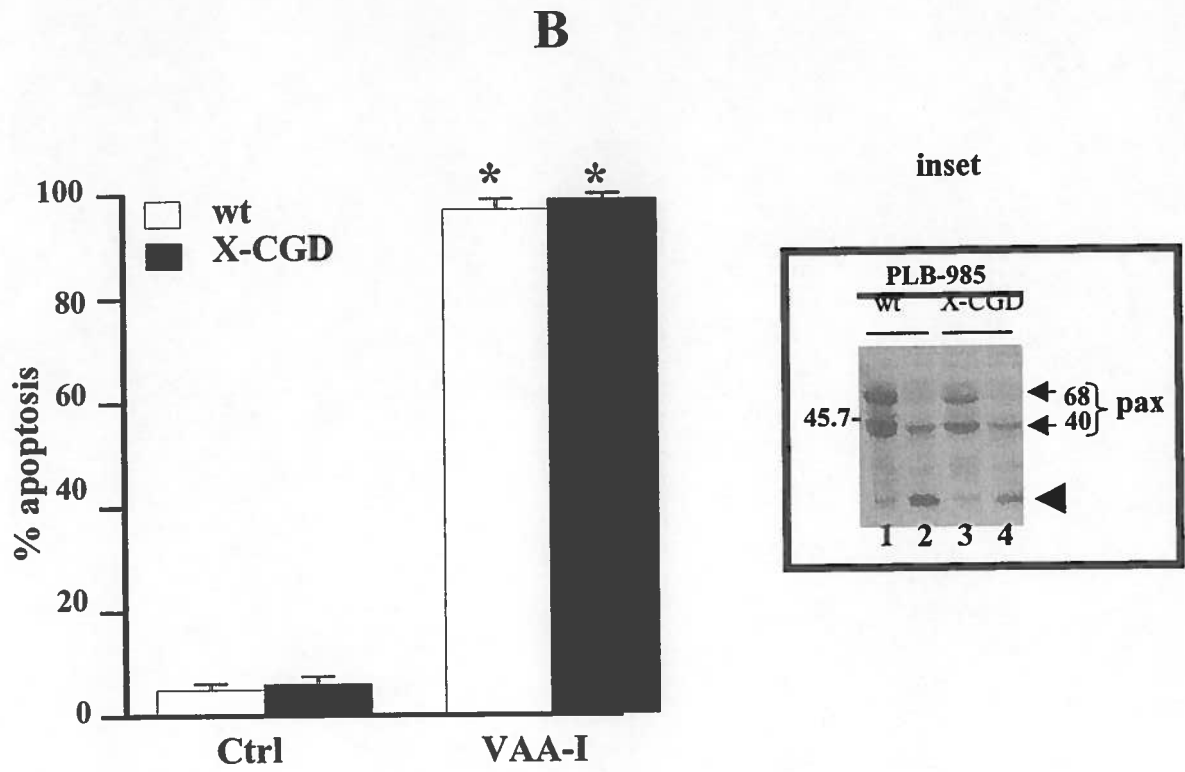 B
* *
100
80
60
40
20
0
% apoptosis
wt
X-CGD
Ctrl VAA-I
inset
PLB-985
wt X-CGD
45.7-
68
40
pax
1 2 3 4